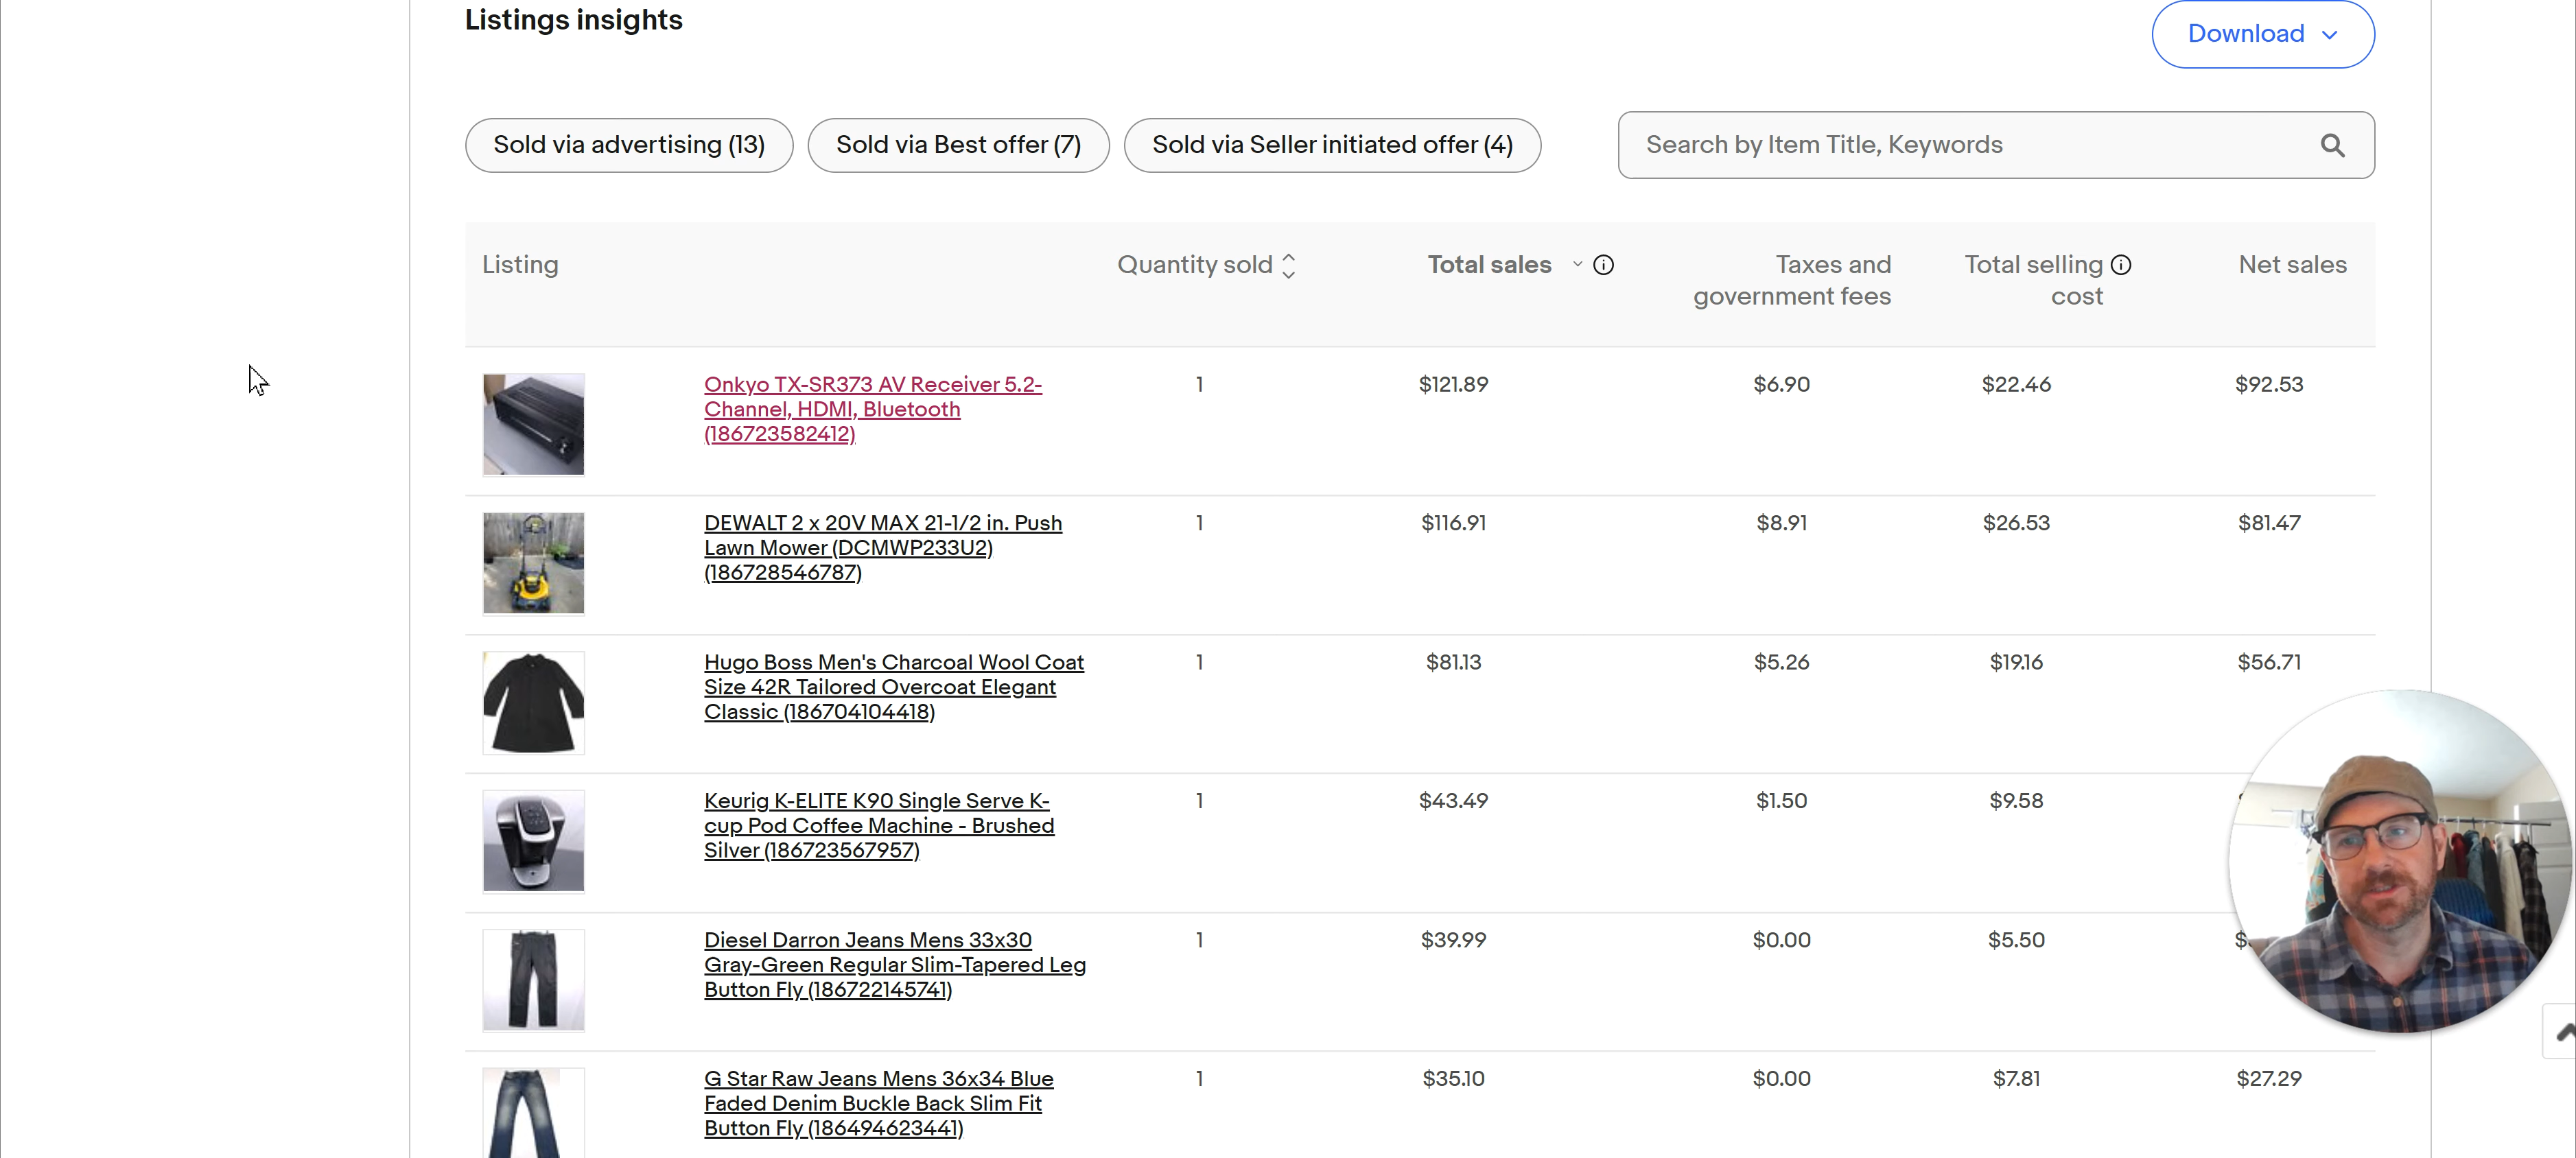 Listings insights
Download
Sold via advertising (13)
Sold via Best offer (7)
Sold via Seller initiated offer (4)
Search by Item Title, Keywords
Listing
Quantity sold
Total sales
Taxes and
government fees
Total selling
cost
Net sales
Onkyo TX-SR373 AV Receiver 5.2-
Channel, HDMI, Bluetooth
(186723582412)
1
$121.89
$6.90
$22.46
$92.53
DEWALT 2 x 20V MAX 21-1/2 in. Push
Lawn Mower (DCMWP233U2)
(186728546787)
1
$116.91
$8.91
$26.53
$81.47
Hugo Boss Men's Charcoal Wool Coat
Size 42R Tailored Overcoat Elegant
Classic (186704104418)
1
$81.13
$5.26
$19.16
$56.71
Keurig K-ELITE K90 Single Serve K-
cup Pod Coffee Machine - Brushed
Silver (186723567957)
1
$43.49
$1.50
$9.58
Diesel Darron Jeans Mens 33x30
Gray-Green Regular Slim-Tapered Leg
Button Fly (186722145741)
1
$39.99
$0.00
$5.50
G Star Raw Jeans Mens 36x34 Blue
Faded Denim Buckle Back Slim Fit
Button Fly (186494623441)
1
$35.10
$0.00
$7.81
$27.29